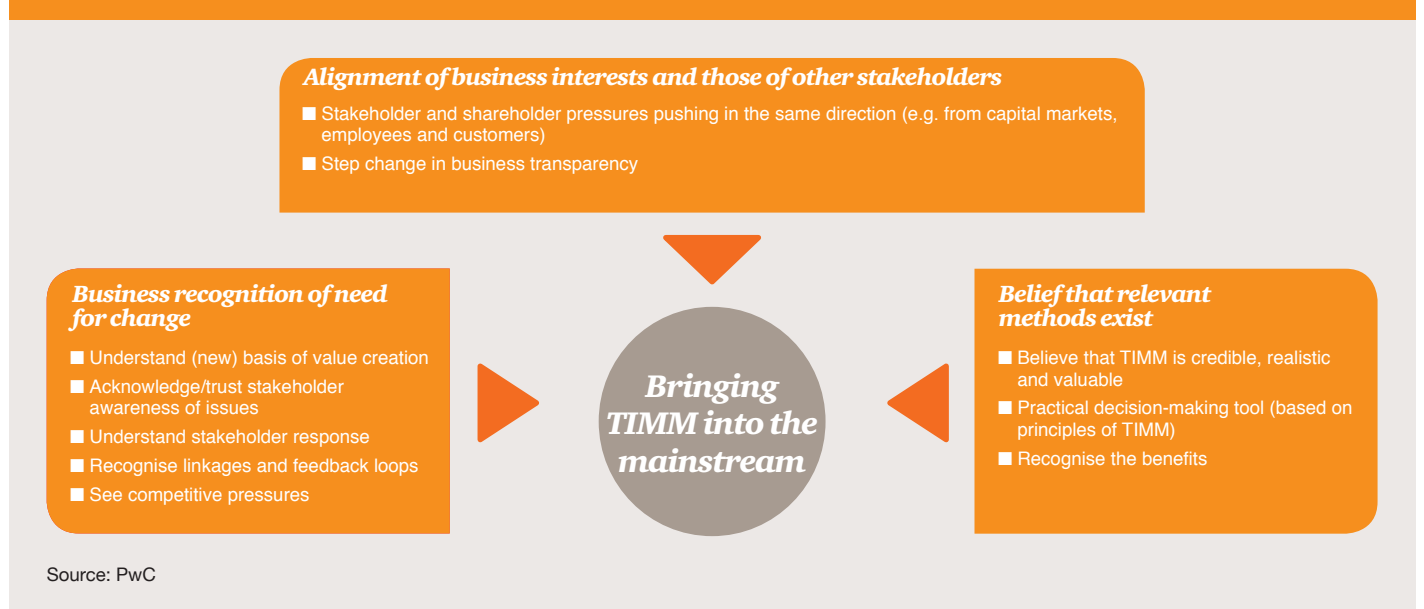 Alignment of business interests and those of other stakeholders
■ Stakeholder and shareholder pressures pushing in the same direction (e.g. from capital markets,
employees and customers)
■ Step change in business transparency
Business recognition of need
for change
■ Understand (new) basis of value creation
■ Acknowledge/trust stakeholder
awareness of issues
■ Understand stakeholder response
■ Recognise linkages and feedback loops
■ See competitive pressures
Bringing
TIMM into the
mainstream
Belief that relevant
methods exist
■ Believe that TIMM is credible, realistic
and valuable
■ Practical decision-making tool (based on
principles of TIMM)
■ Recognise the benefits
Source: PwC